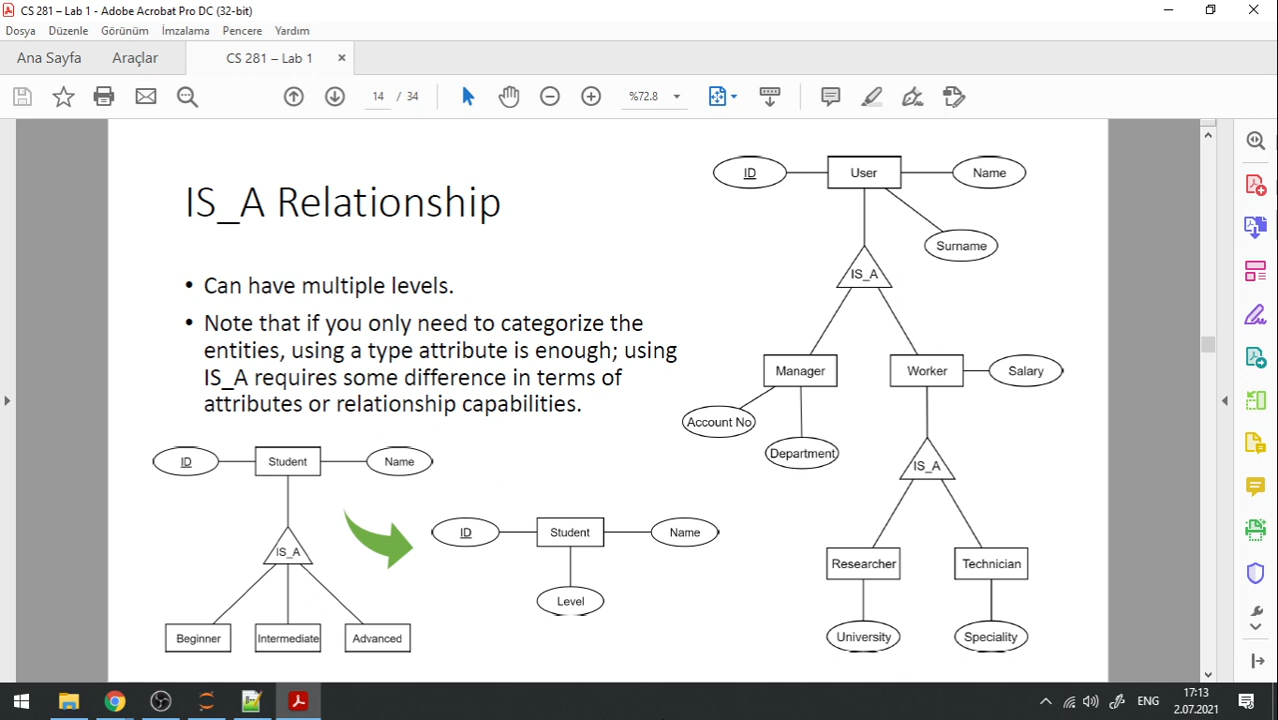 CS 281 – Lab 1 - Adobe Acrobat Pro DC (32-bit)
Dosya Düzenle Görünüm İmzalama Pencere Yardım
Ana Sayfa Araçlar CS 281 – Lab 1 ×
14 / 34 %72.8
IS_A Relationship
• Can have multiple levels.
• Note that if you only need to categorize the
entities, using a type attribute is enough; using
IS_A requires some difference in terms of
attributes or relationship capabilities.
ID Student Name
IS_A
Beginner Intermediate Advanced
ID Student Name
Level
ID User Name
Surname
IS_A
Manager Worker Salary
Account No
Department
IS_A
Researcher Technician
University Speciality
ENG
17:13
2.07.2021